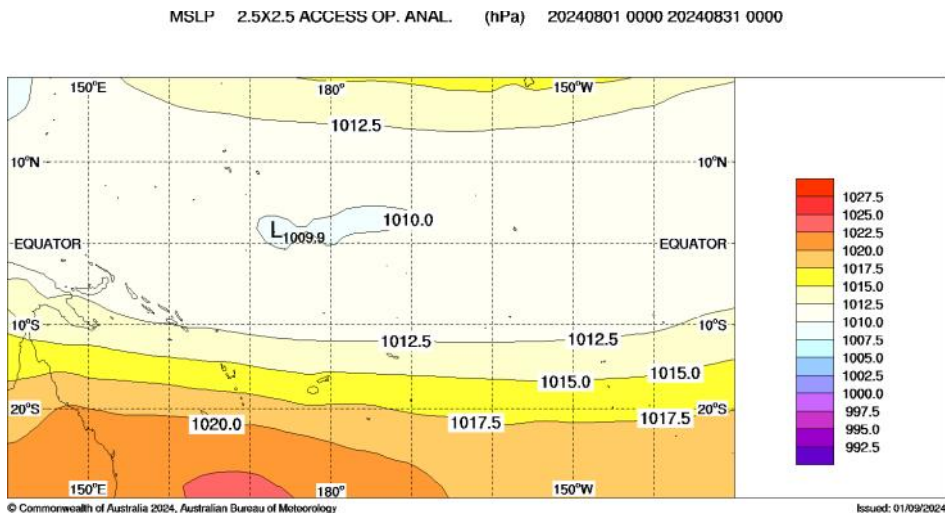 MSLP 2.5X2.5 ACCESS OP. ANAL. (hPa) 20240801 0000 20240831 0000
150°E 180° 150°W
1012.5
10°N 10°N
1010.0
L 1009.9
EQUATOR EQUATOR
10°S 10°S
1012.5 1012.5
1015.0 1015.0
20°S 1020.0 1017.5 1017.5 20°S
150°E 180° 150°W
1027.5
1025.0
1022.5
1020.0
1017.5
1015.0
1012.5
1010.0
1007.5
1005.0
1002.5
1000.0
997.5
995.0
992.5
© Commonwealth of Australia 2024, Australian Bureau of Meteorology Issued: 01/09/2024